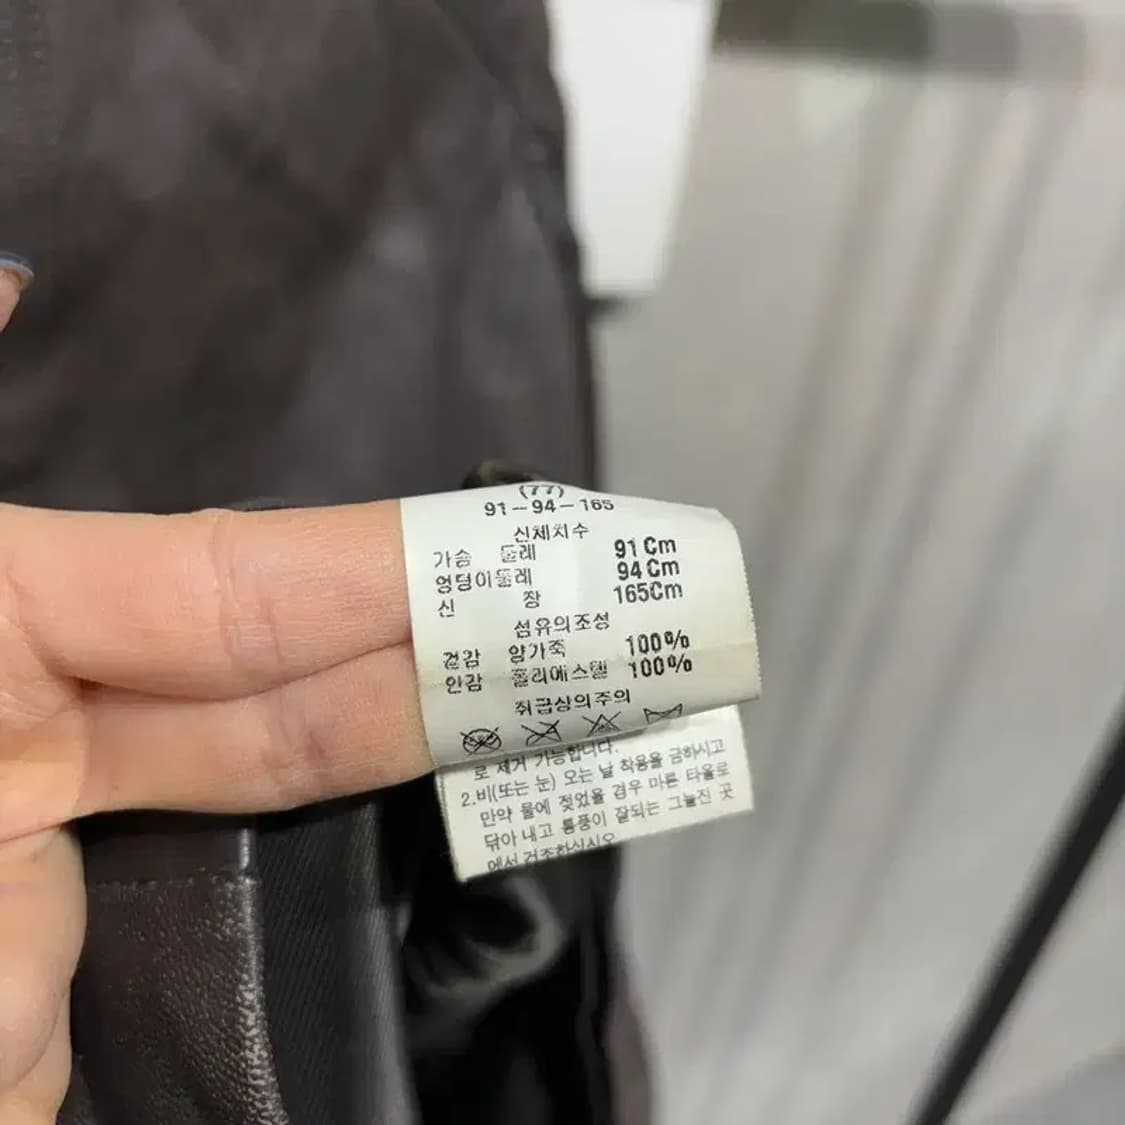 (77)
91-94-165
신체치수
가슴 둘레 91Cm
엉덩이둘레 94Cm
신 장 165Cm
섬유의조성
겉감 양가죽 100%
안감 폴리에스텔 100%
취급상의주의
로 제거 가능합니다.
2.비(또는 눈) 오는 날 착용을 금하시고
만약 물에 젖었을 경우 마른 타올로
닦아 내고 통풍이 잘되는 그늘진 곳
에서 건조하십시오